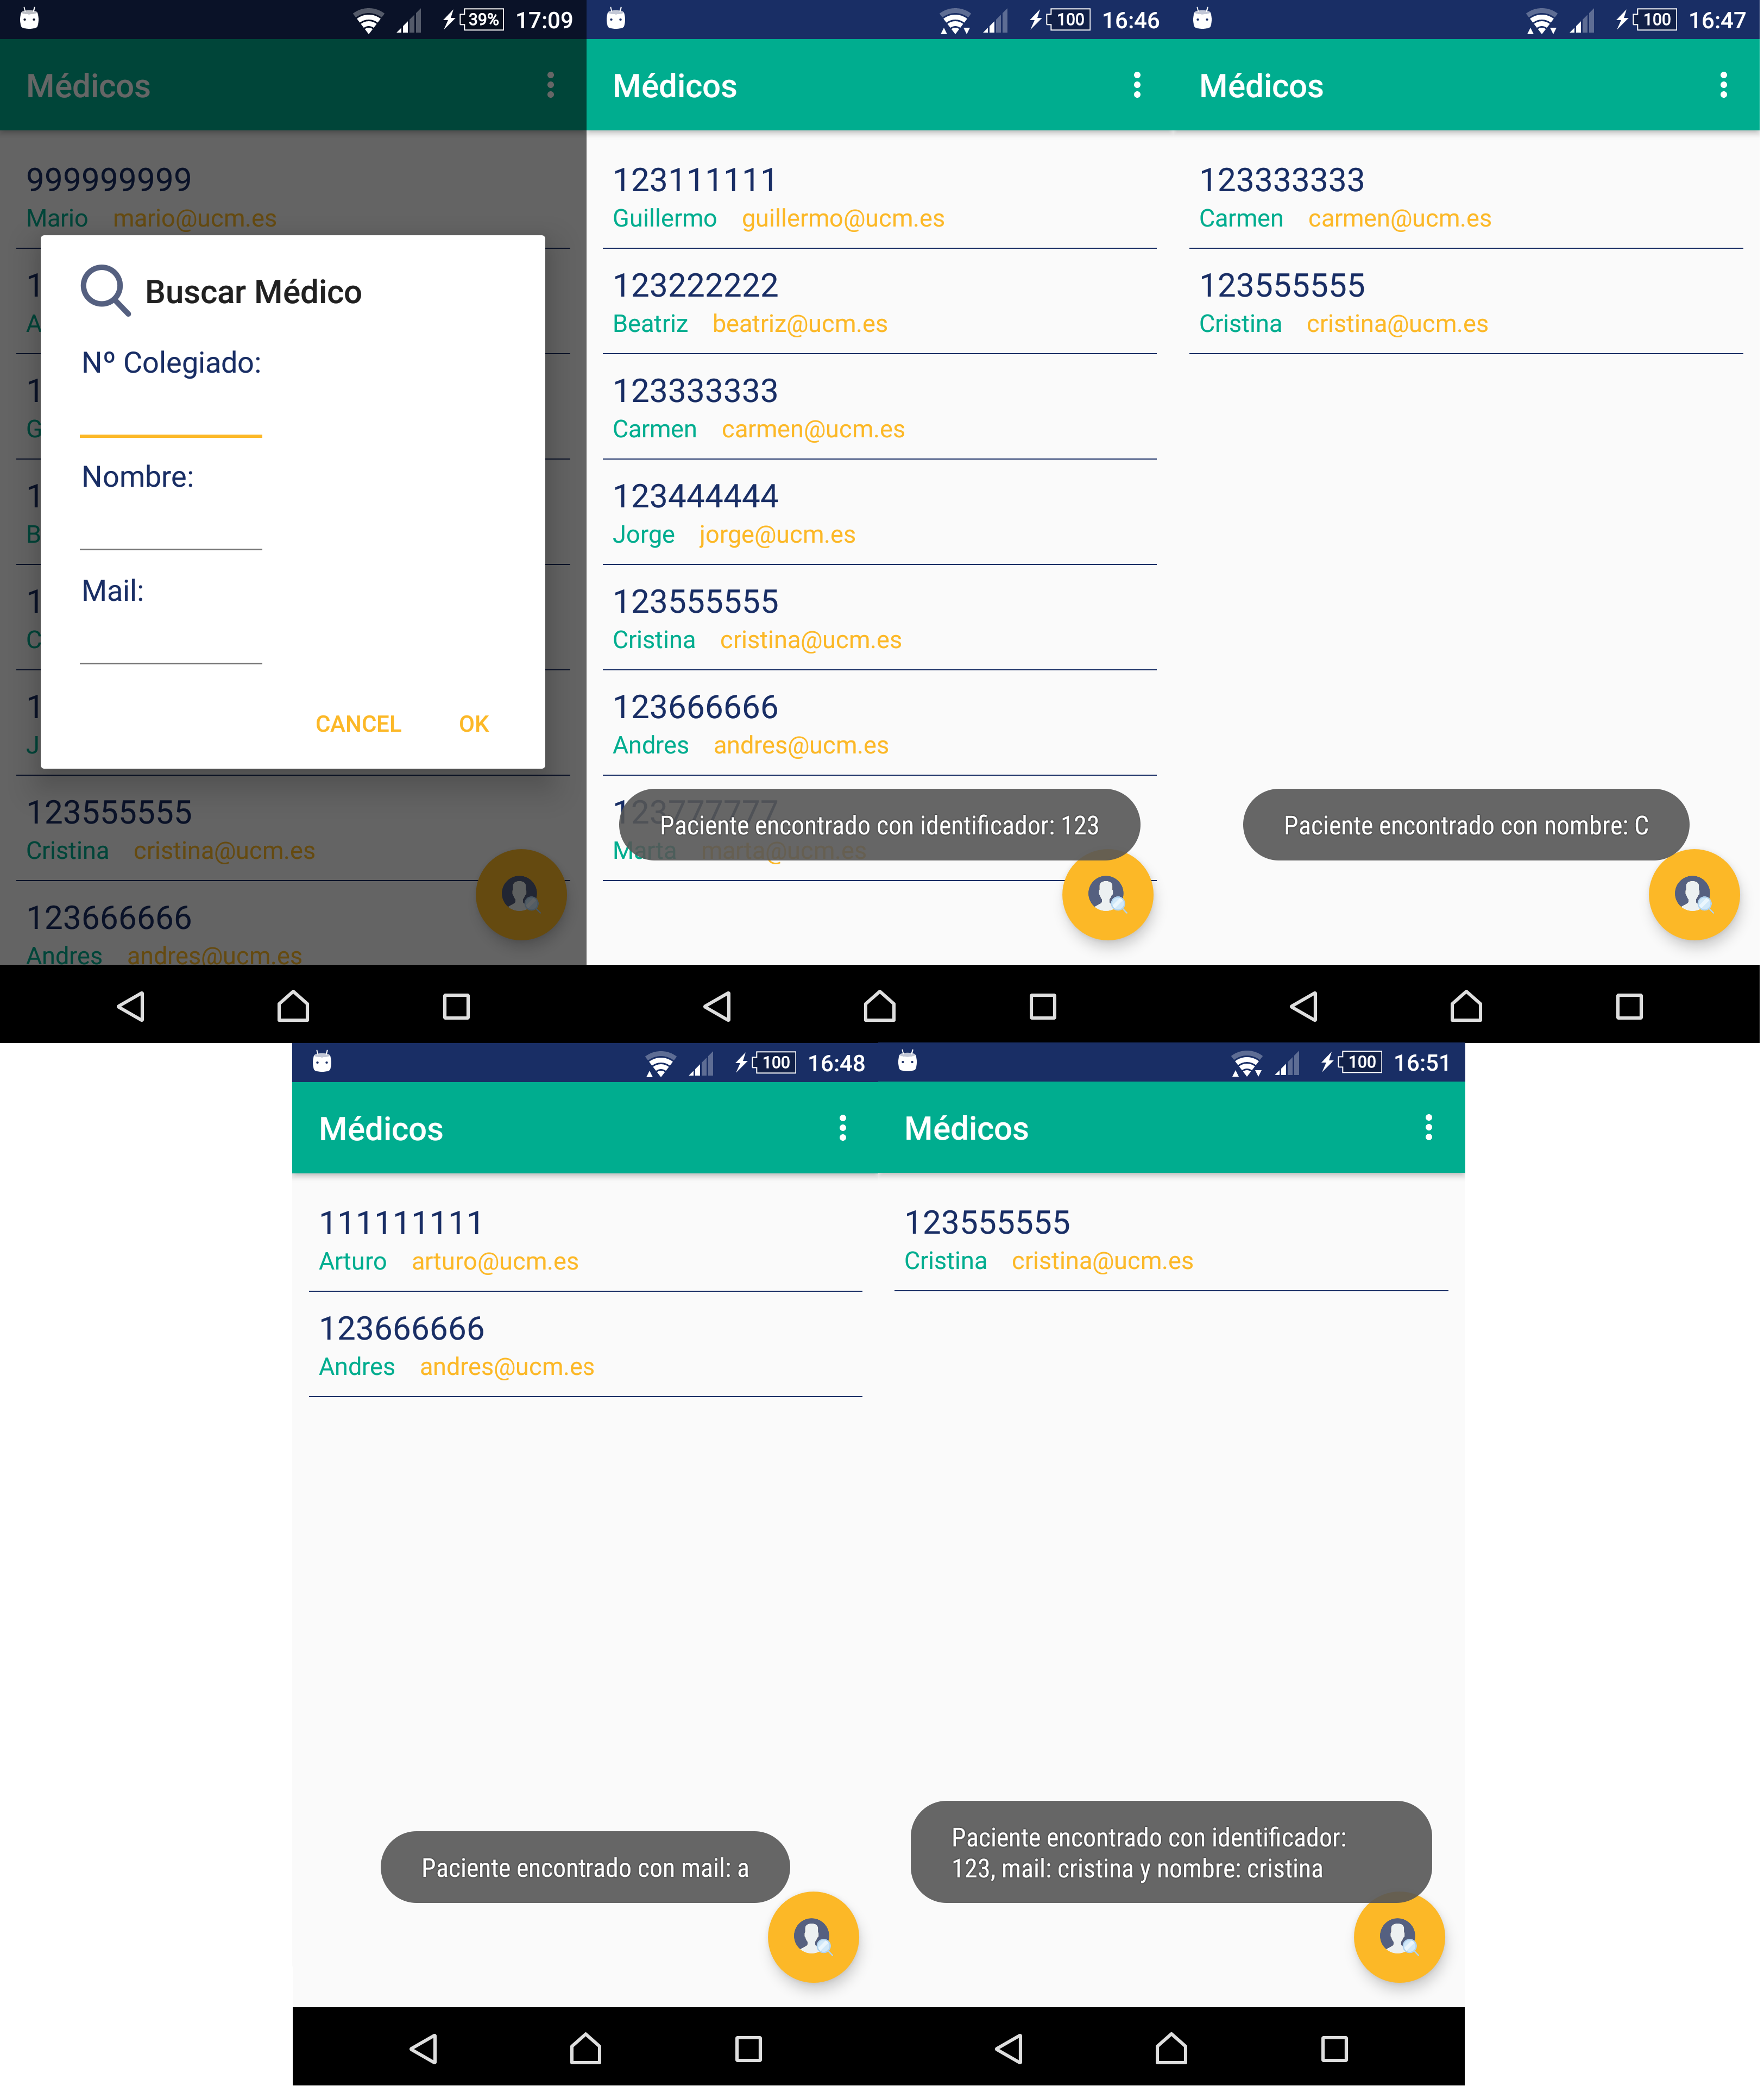 39% 17:09
Médicos
999999999
Mario mario@ucm.es
Buscar Médico
Nº Colegiado:
Nombre:
Mail:
CANCEL OK
1
A
1
G
1
B
1
C
1
J
123555555
Cristina cristina@ucm.es
123666666
Andres andres@ucm.es
100 16:46
Médicos
123111111
Guillermo guillermo@ucm.es
123222222
Beatriz beatriz@ucm.es
123333333
Carmen carmen@ucm.es
123444444
Jorge jorge@ucm.es
123555555
Cristina cristina@ucm.es
123666666
Andres andres@ucm.es
123777777
Marta marta@ucm.es
Paciente encontrado con identificador: 123
100 16:47
Médicos
123333333
Carmen carmen@ucm.es
123555555
Cristina cristina@ucm.es
Paciente encontrado con nombre: C
100 16:48
Médicos
111111111
Arturo arturo@ucm.es
123666666
Andres andres@ucm.es
Paciente encontrado con mail: a
100 16:51
Médicos
123555555
Cristina cristina@ucm.es
Paciente encontrado con identificador:
123, mail: cristina y nombre: cristina